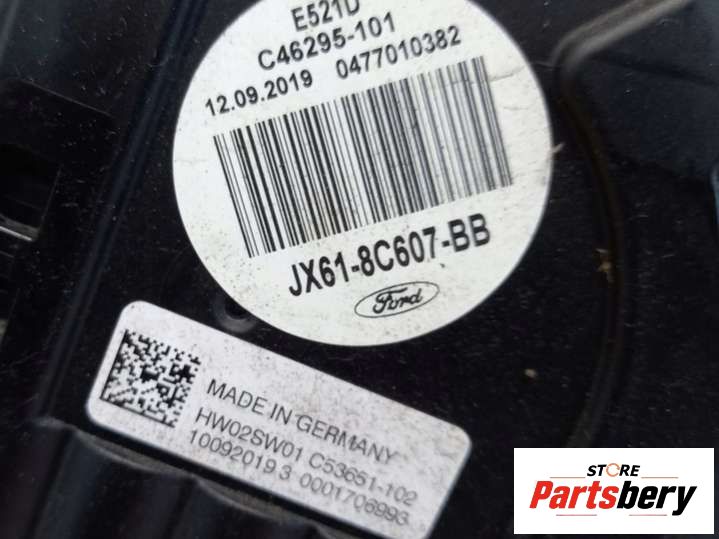 E521D
C46295-101
12.09.2019 0477010382
JX61-8C607-BB
Ford
MADE IN GERMANY
HW02SW01 C53651-102
10092019 3 0001706993
STORE
Partsbery